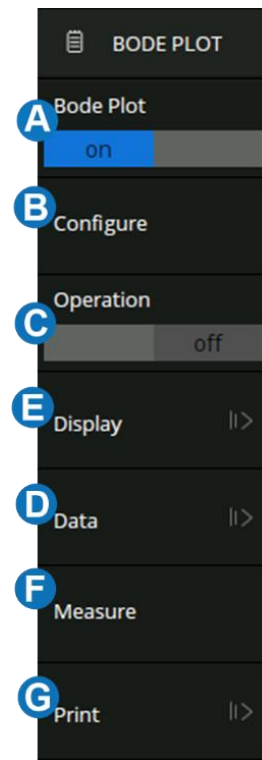 BODE PLOT
A
Bode Plot
on
B
Configure
Operation
C
off
E
Display
D
Data
F
Measure
G
Print